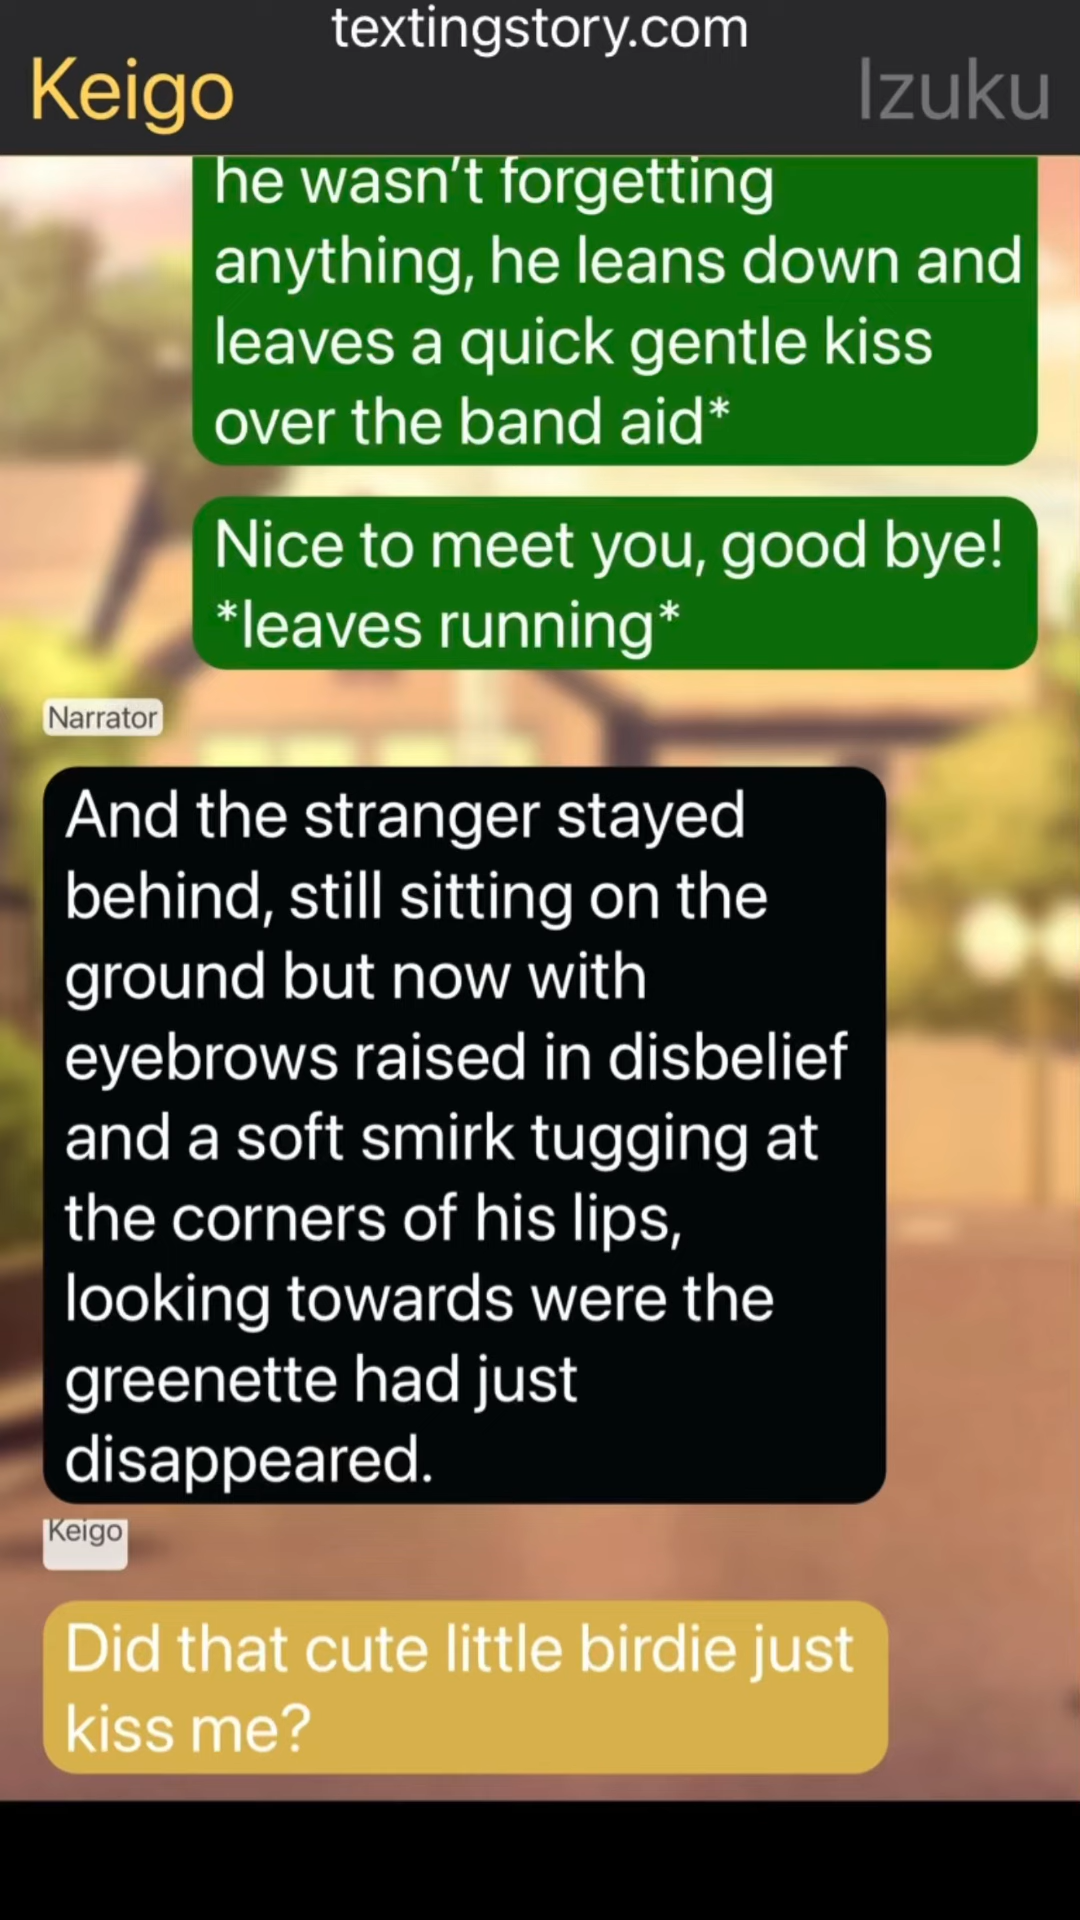 textingstory.com
Keigo
Izuku
he wasn't forgetting
anything, he leans down and
leaves a quick gentle kiss
over the band aid*
Nice to meet you, good bye!
*leaves running*
Narrator
And the stranger stayed
behind, still sitting on the
ground but now with
eyebrows raised in disbelief
and a soft smirk tugging at
the corners of his lips,
looking towards were the
greenette had just
disappeared.
Keigo
Did that cute little birdie just
kiss me?